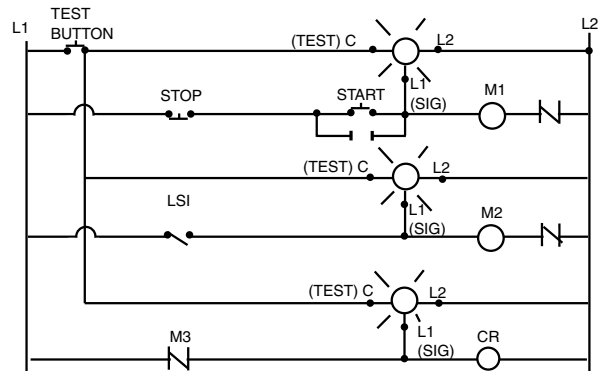 L1
TEST
BUTTON
(TEST) C
L2
L2
L1
(SIG)
STOP
START
M1
(TEST) C
L2
LSI
L1
(SIG)
M2
(TEST) C
L2
L1
(SIG)
M3
CR